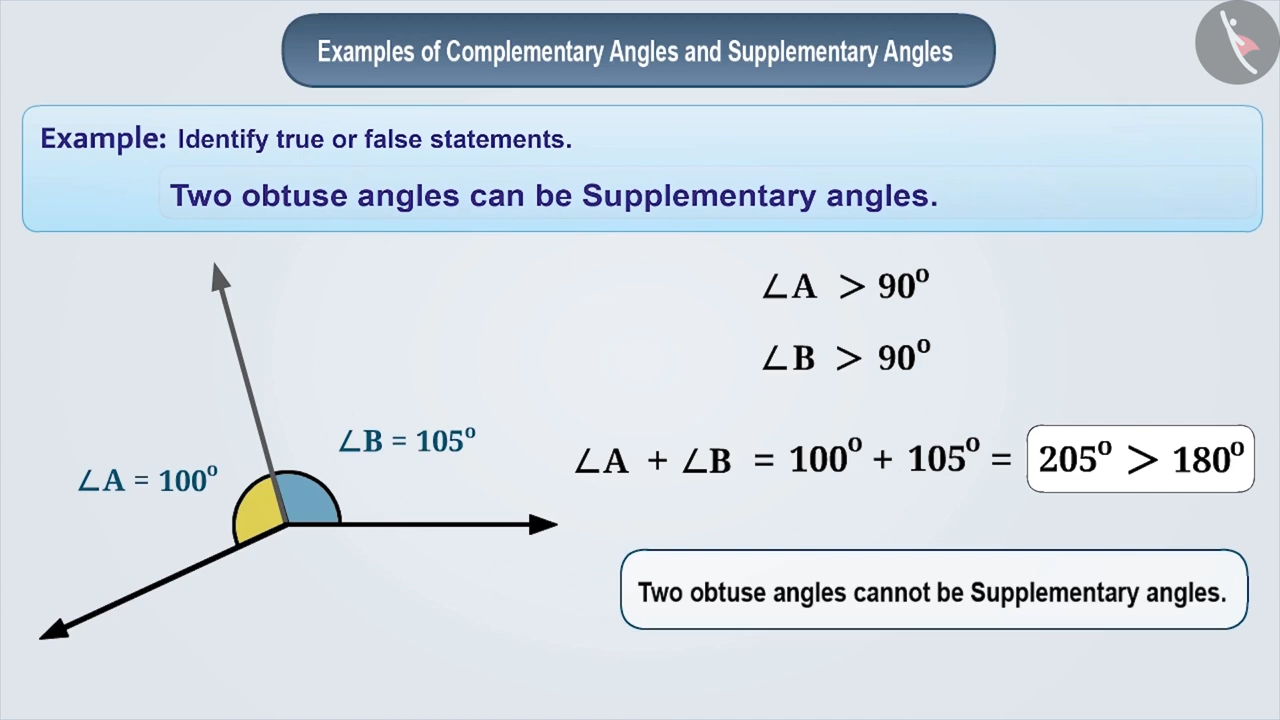 Examples of Complementary Angles and Supplementary Angles
Example: Identify true or false statements.
Two obtuse angles can be Supplementary angles.
∠A > 90°
∠B > 90°
∠B = 105°
∠A = 100°
∠A + ∠B = 100° + 105° = 205° > 180°
Two obtuse angles cannot be Supplementary angles.